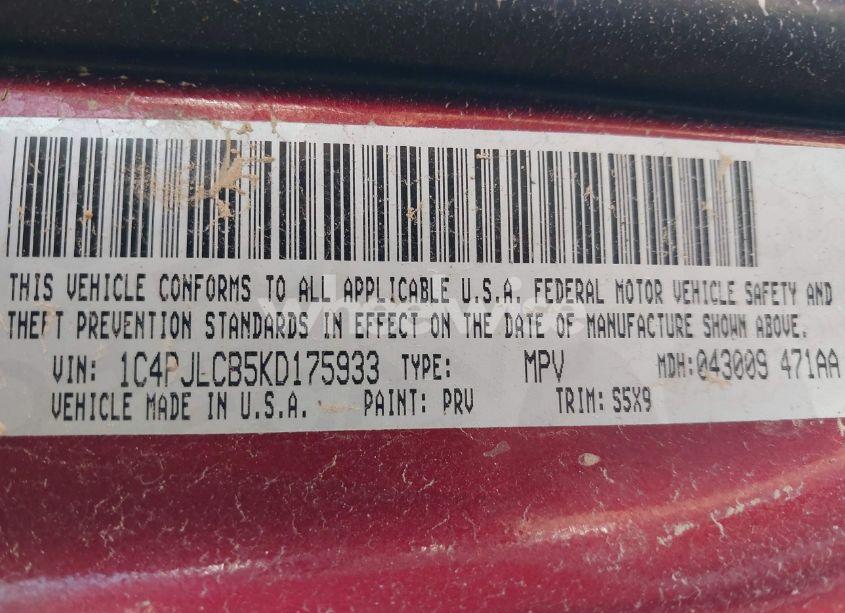 THIS VEHICLE CONFORMS TO ALL APPLICABLE U.S.A. FEDERAL MOTOR VEHICLE SAFETY AND
THEFT PREVENTION STANDARDS IN EFFECT ON THE DATE OF MANUFACTURE SHOWN ABOVE.
VIN: 1C4PJLCB5KD175933 TYPE: MPV MDH:043009 471AA
VEHICLE MADE IN U.S.A. PAINT: PRV TRIM: S5X9